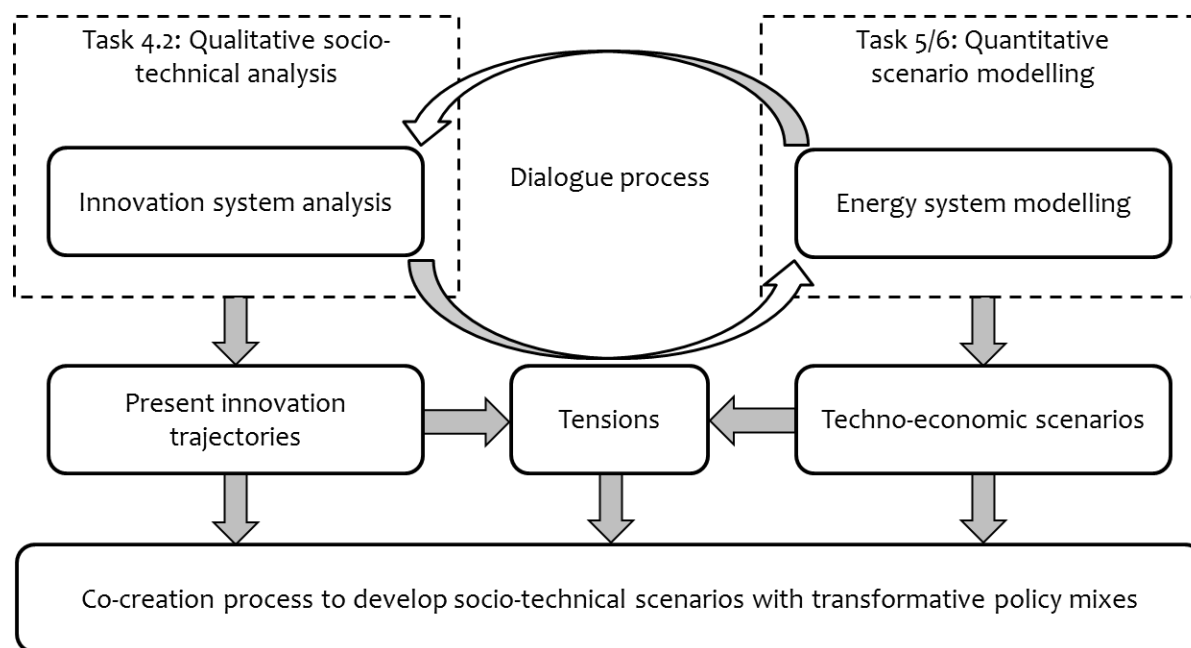 Task 4.2: Qualitative socio-
technical analysis
Task 5/6: Quantitative
scenario modelling
Innovation system analysis
Dialogue process
Energy system modelling
Present innovation
trajectories
Tensions
Techno-economic scenarios
Co-creation process to develop socio-technical scenarios with transformative policy mixes